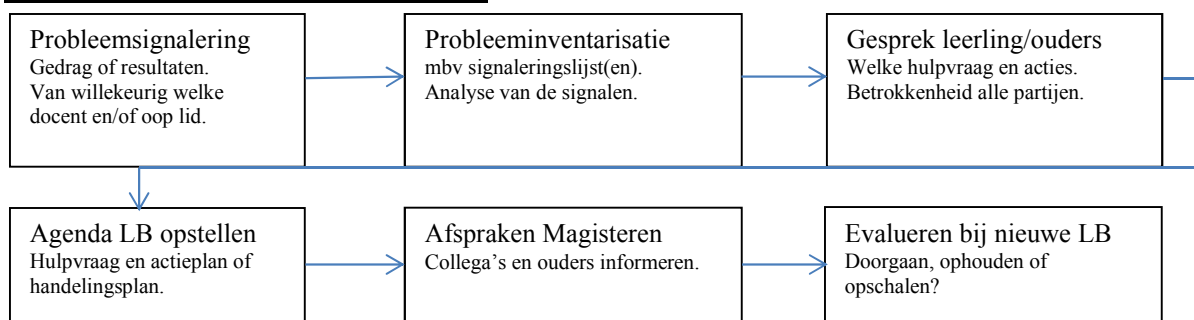 Probleemsignalering
Gedrag of resultaten.
Van willekeurig welke
docent en/of oop lid.
Probleeminventarisatie
mbv signaleringslijst(en).
Analyse van de signalen.
Gesprek leerling/ouders
Welke hulpvraag en acties.
Betrokkenheid alle partijen.
Agenda LB opstellen
Hulpvraag en actieplan of
handelingsplan.
Afspraken Magisteren
Collega’s en ouders informeren.
Evalueren bij nieuwe LB
Doorgaan, ophouden of
opschalen?